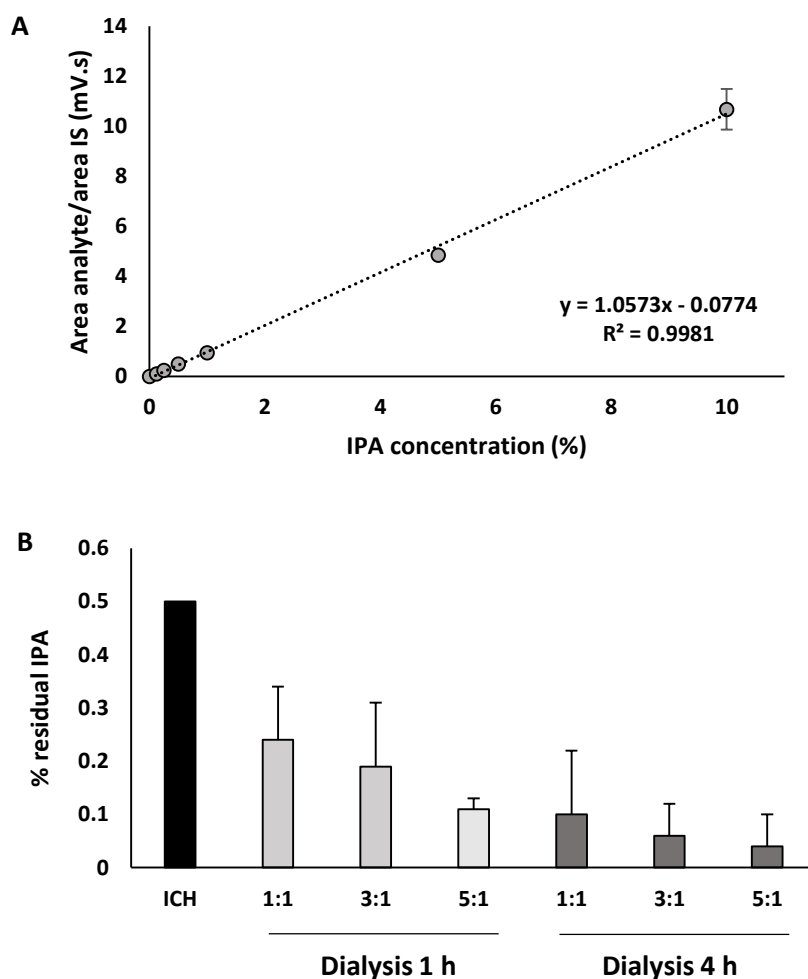 A
Area analyte/area IS (mV.s)
14
12
10
8
6
4
2
0
y = 1.0573x - 0.0774
R² = 0.9981
0 2 4 6 8 10
IPA concentration (%)
B
% residual IPA
0.6
0.5
0.4
0.3
0.2
0.1
0
ICH 1:1 3:1 5:1 1:1 3:1 5:1
Dialysis 1 h Dialysis 4 h